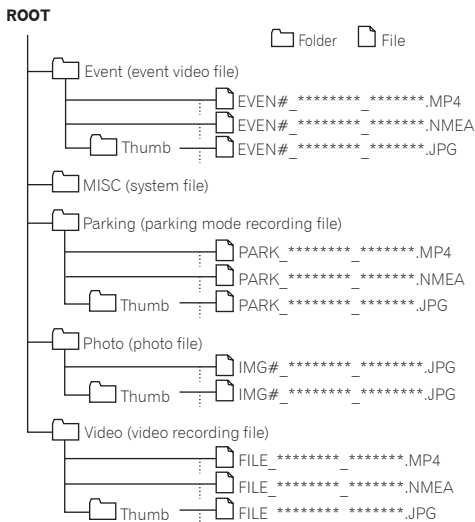 ROOT
Folder File
Event (event video file)
EVEN#_********_*******.MP4
EVEN#_********_*******.NMEA
Thumb EVEN#_********_*******.JPG
MISC (system file)
Parking (parking mode recording file)
PARK_********_*******.MP4
PARK_********_*******.NMEA
Thumb PARK_********_*******.JPG
Photo (photo file)
IMG#_********_*******.JPG
Thumb IMG#_********_*******.JPG
Video (video recording file)
FILE_********_*******.MP4
FILE_********_*******.NMEA
Thumb FILE_********_*******.JPG